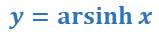 y = arsinh x